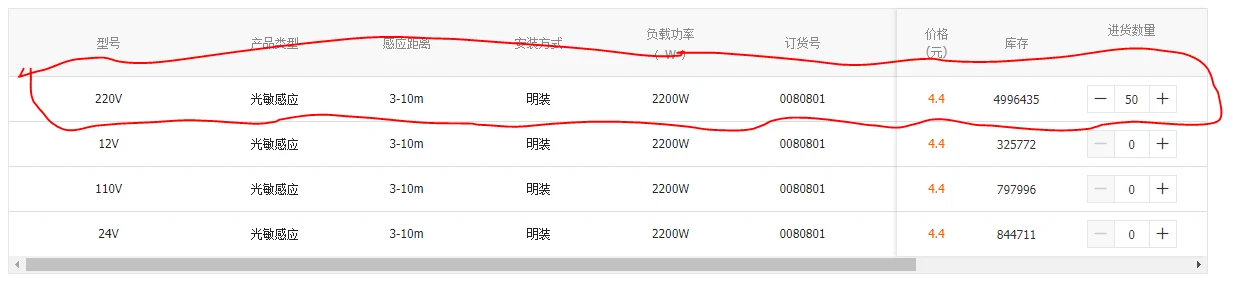 型号 产品类型 感应距离 安装方式 负载功率 ( W ) 订货号 价格 (元) 库存 进货数量
220V 光敏感应 3-10m 明装 2200W 0080801 4.4 4996435 — 50 +
12V 光敏感应 3-10m 明装 2200W 0080801 4.4 325772 — 0 +
110V 光敏感应 3-10m 明装 2200W 0080801 4.4 797996 — 0 +
24V 光敏感应 3-10m 明装 2200W 0080801 4.4 844711 — 0 +